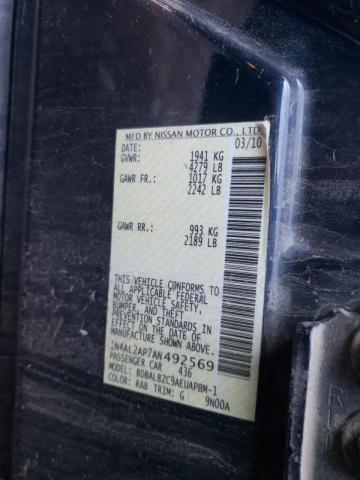 MFD BY NISSAN MOTOR CO., LTD.
DATE: 03/10
GVWR: 1941 KG
4279 LB
GAWR FR.: 1017 KG
2242 LB
GAWR RR.: 993 KG
2189 LB
THIS VEHICLE CONFORMS TO
ALL APPLICABLE FEDERAL
MOTOR VEHICLE SAFETY,
BUMPER, AND THEFT
PREVENTION STANDARDS
IN EFFECT ON THE DATE OF
MANUFACTURE SHOWN
ABOVE.
1N4AL2AP7AN492569
PASSENGER CAR 436
MODEL: BDBALBZC9AEUAPBM-1
COLOR: RAB TRIM: G 9N00A